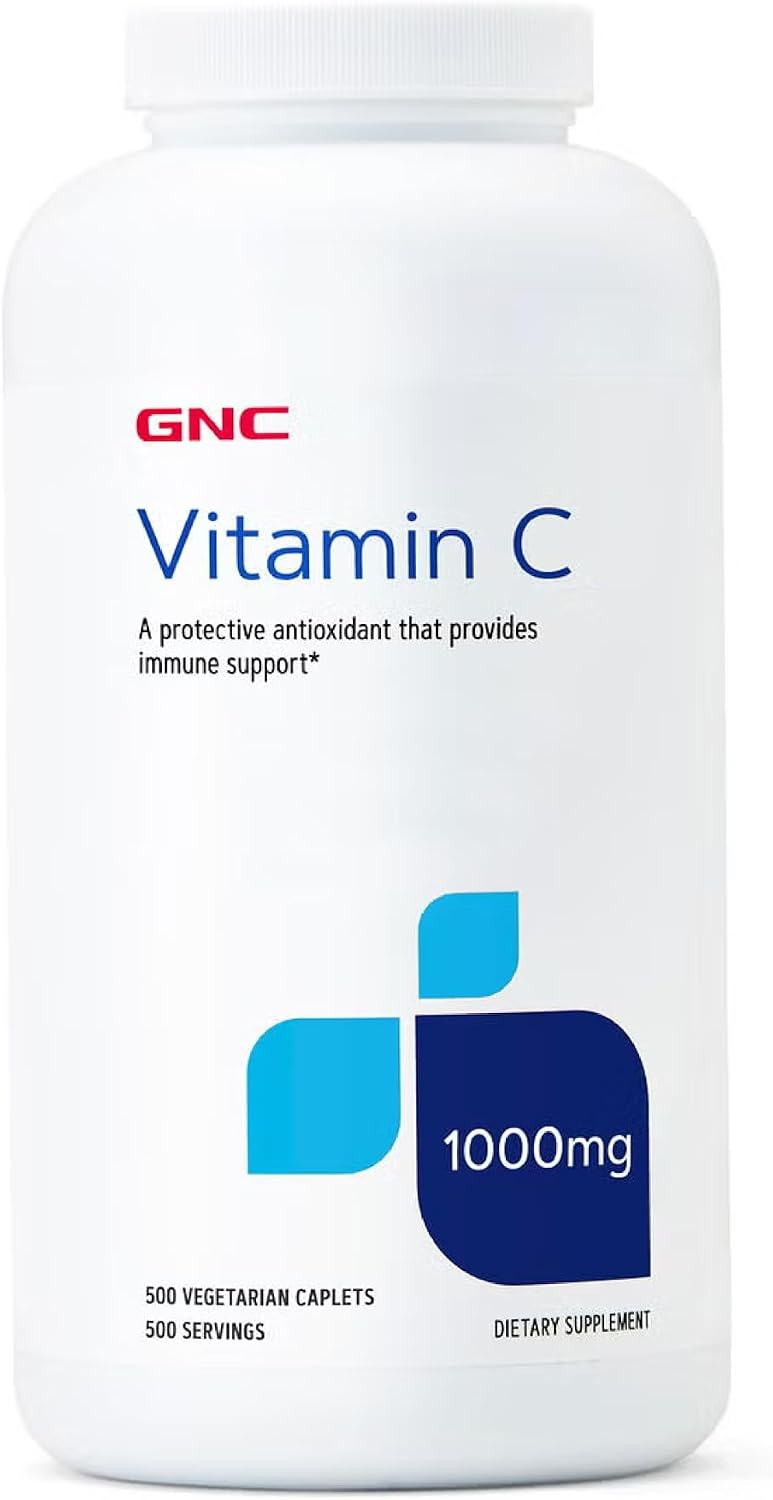 GNC
Vitamin C
A protective antioxidant that provides
immune support*
1000mg
500 VEGETARIAN CAPLETS
500 SERVINGS
DIETARY SUPPLEMENT